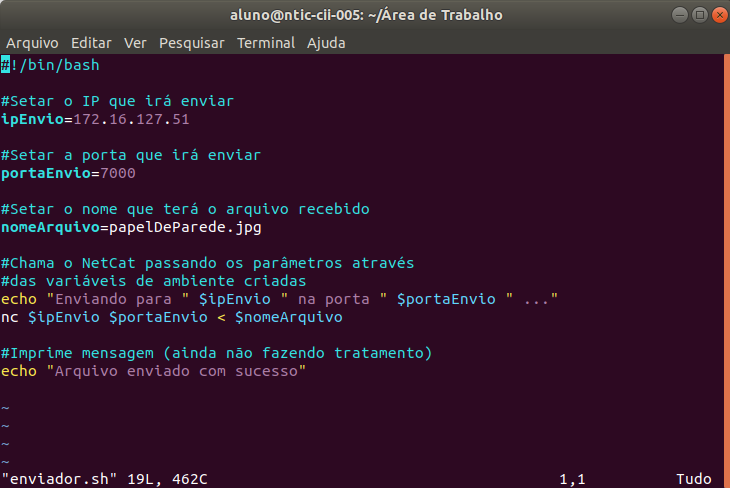 aluno@ntic-cii-005: ~/Área de Trabalho
Arquivo Editar Ver Pesquisar Terminal Ajuda
#!/bin/bash
#Setar o IP que irá enviar
ipEnvio=172.16.127.51
#Setar a porta que irá enviar
portaEnvio=7000
#Setar o nome que terá o arquivo recebido
nomeArquivo=papelDeParede.jpg
#Chama o NetCat passando os parâmetros através
#das variáveis de ambiente criadas
echo "Enviando para " $ipEnvio " na porta " $portaEnvio " ..."
nc $ipEnvio $portaEnvio < $nomeArquivo
#Imprime mensagem (ainda não fazendo tratamento)
echo "Arquivo enviado com sucesso"
~
~
~
~
"enviador.sh" 19L, 462C 1,1 Tudo